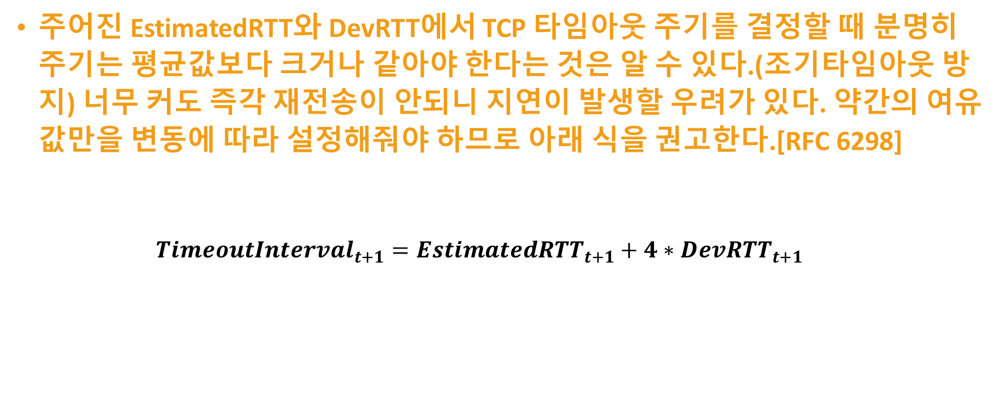 • 주어진 EstimatedRTT와 DevRTT에서 TCP 타임아웃 주기를 결정할 때 분명히
주기는 평균값보다 크거나 같아야 한다는 것은 알 수 있다.(조기타임아웃 방
지) 너무 커도 즉각 재전송이 안되니 지연이 발생할 우려가 있다. 약간의 여유
값만을 변동에 따라 설정해줘야 하므로 아래 식을 권고한다.[RFC 6298]
TimeoutInterval_{t+1} = EstimatedRTT_{t+1} + 4 * DevRTT_{t+1}